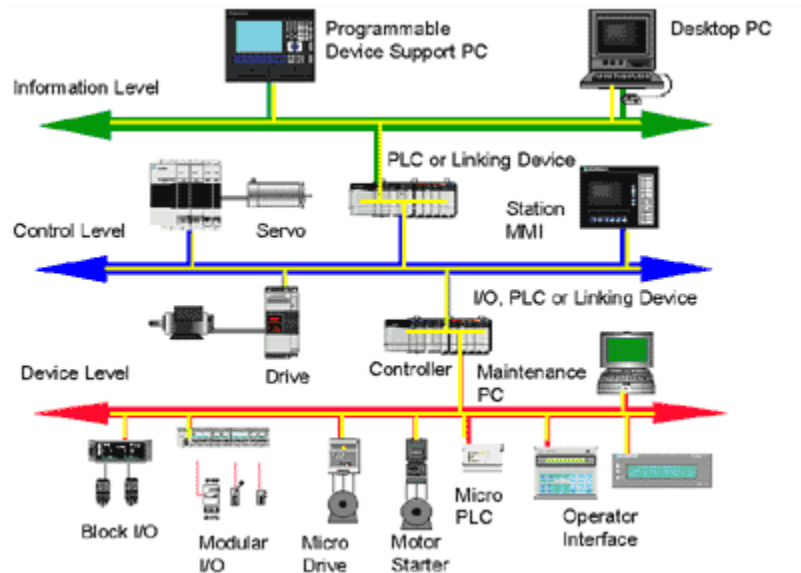 Programmable
Device Support PC
Desktop PC
Information Level
PLC or Linking Device
Servo
Station
MMI
Control Level
I/O, PLC or Linking Device
Drive
Controller
Maintenance
PC
Device Level
Block I/O
Modular
I/O
Micro
Drive
Motor
Starter
Micro
PLC
Operator
Interface